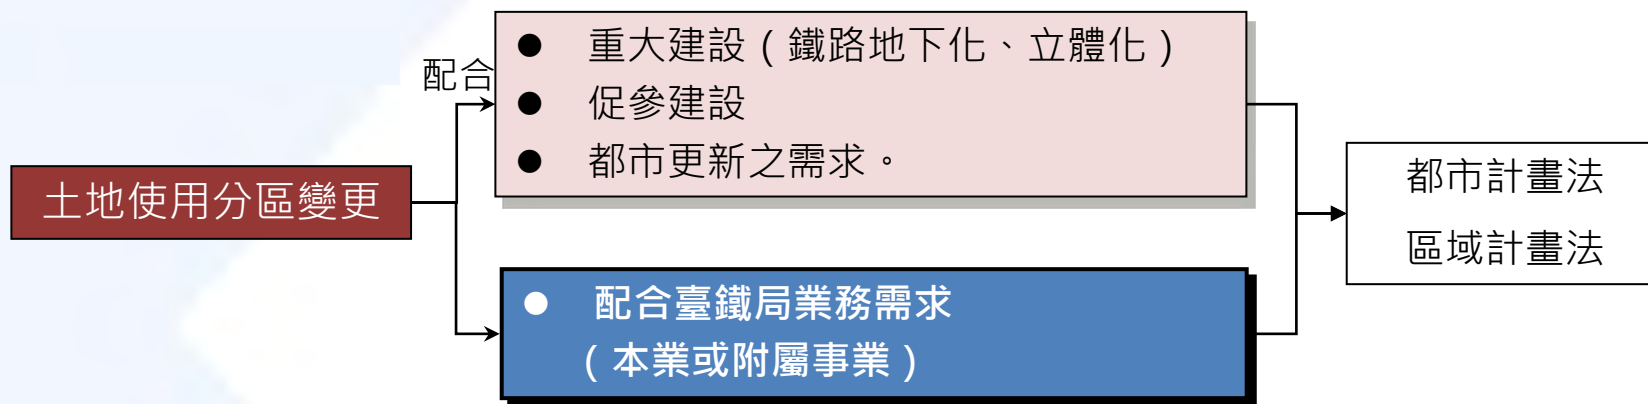 土地使用分區變更
配合
● 重大建設（鐵路地下化、立體化）
● 促參建設
● 都市更新之需求。
● 配合臺鐵局業務需求
（本業或附屬事業）
都市計畫法
區域計畫法